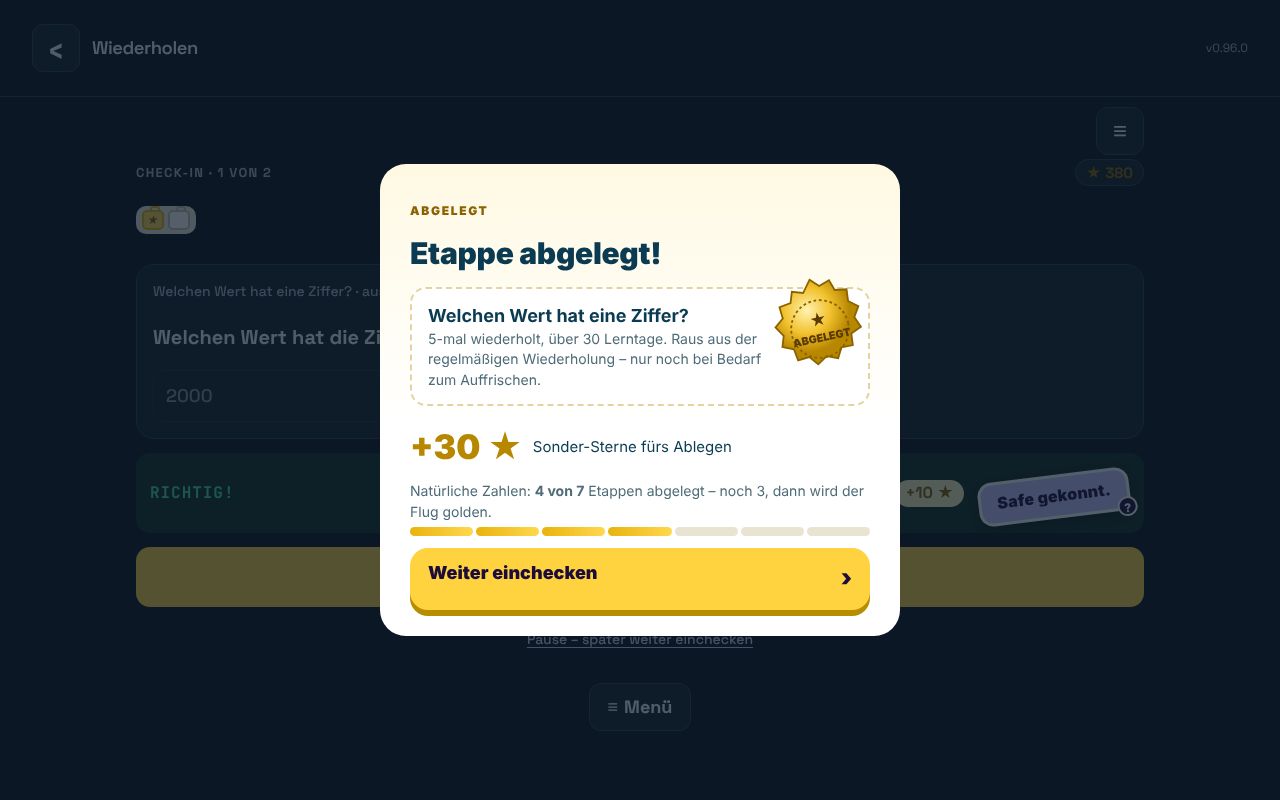 <
Wiederholen
v0.96.0
≡
CHECK-IN · 1 VON 2
★ 380
Welchen Wert hat eine Ziffer? · aus
Welchen Wert hat die Zi
2000
RICHTIG!
+10 ★
Safe gekonnt.
?
ABGELEGT
Etappe abgelegt!
Welchen Wert hat eine Ziffer?
5-mal wiederholt, über 30 Lerntage. Raus aus der
regelmäßigen Wiederholung – nur noch bei Bedarf
zum Auffrischen.
★
ABGELEGT
+30 ★ Sonder-Sterne fürs Ablegen
Natürliche Zahlen: 4 von 7 Etappen abgelegt – noch 3, dann wird der
Flug golden.
Weiter einchecken ›
Pause – später weiter einchecken
≡ Menü